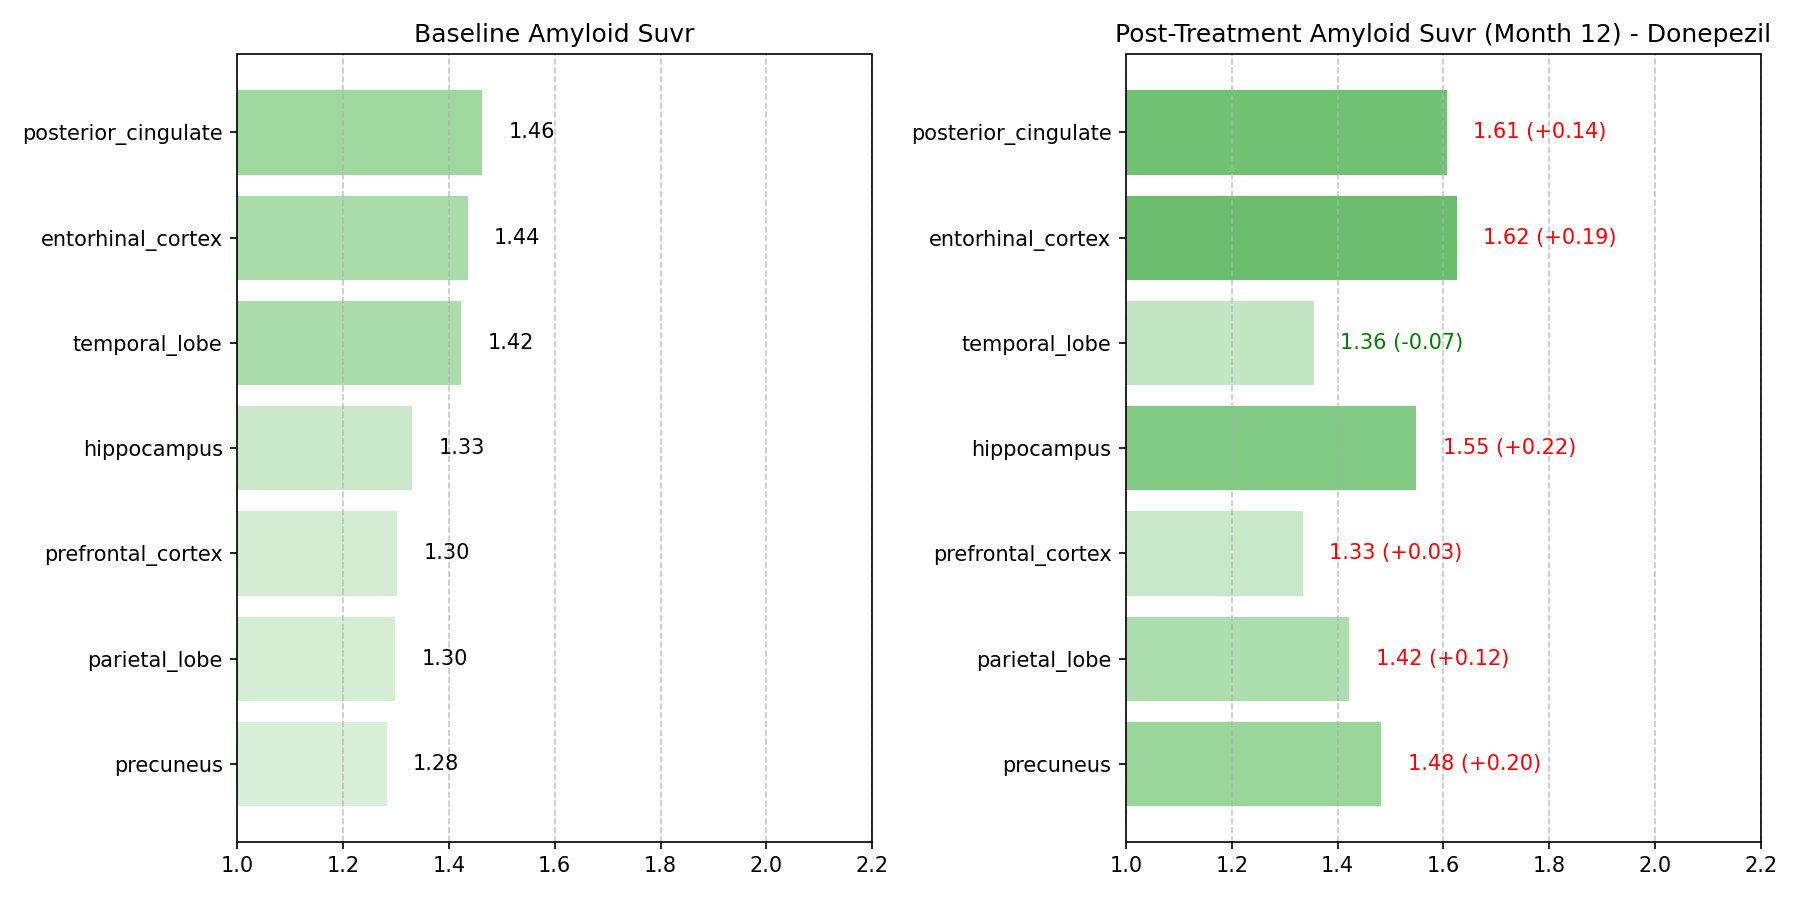 Baseline Amyloid Suvr
posterior_cingulate
1.46
entorhinal_cortex
1.44
temporal_lobe
1.42
hippocampus
1.33
prefrontal_cortex
1.30
parietal_lobe
1.30
precuneus
1.28
1.0 1.2 1.4 1.6 1.8 2.0 2.2
Post-Treatment Amyloid Suvr (Month 12) - Donepezil
posterior_cingulate
1.61 (+0.14)
entorhinal_cortex
1.62 (+0.19)
temporal_lobe
1.36 (-0.07)
hippocampus
1.55 (+0.22)
prefrontal_cortex
1.33 (+0.03)
parietal_lobe
1.42 (+0.12)
precuneus
1.48 (+0.20)
1.0 1.2 1.4 1.6 1.8 2.0 2.2